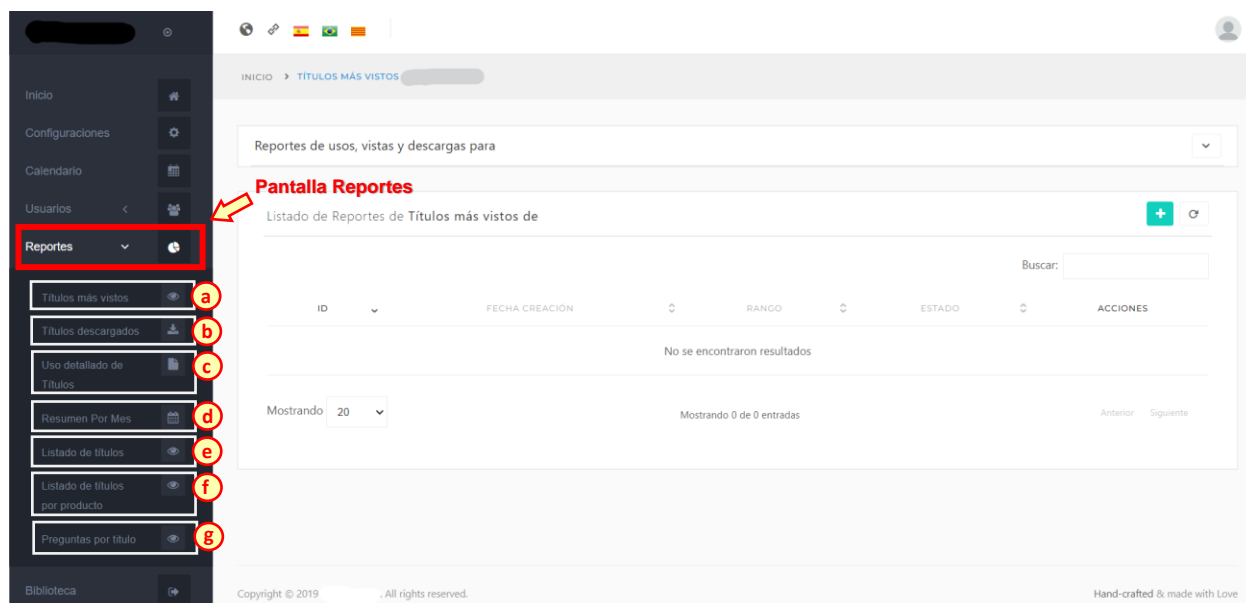 INICIO > TÍTULOS MÁS VISTOS
Inicio
Configuraciones
Calendario
Usuarios
Reportes
Títulos más vistos
a
Títulos descargados
b
Uso detallado de
Títulos
c
Resumen Por Mes
d
Listado de títulos
e
Listado de títulos
por producto
f
Preguntas por título
g
Biblioteca
Reportes de usos, vistas y descargas para
Pantalla Reportes
Listado de Reportes de Títulos más vistos de
Buscar:
ID FECHA CREACIÓN RANGO ESTADO ACCIONES
No se encontraron resultados
Mostrando 20
Mostrando 0 de 0 entradas
Anterior Siguiente
Copyright © 2019 . All rights reserved.
Hand-crafted & made with Love